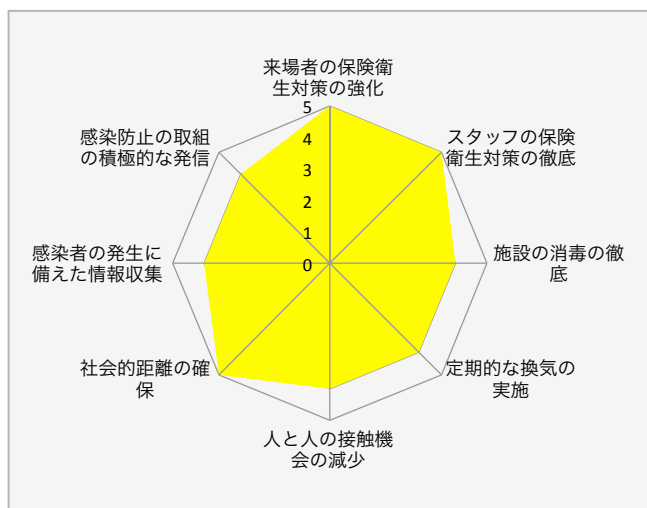 来場者の保険衛
生対策の強化
スタッフの保険
衛生対策の徹底
施設の消毒の徹
底
定期的な換気の
実施
人と人の接触機
会の減少
社会的距離の確
保
感染者の発生に
備えた情報収集
感染防止の取組
の積極的な発信
5
4
3
2
1
0